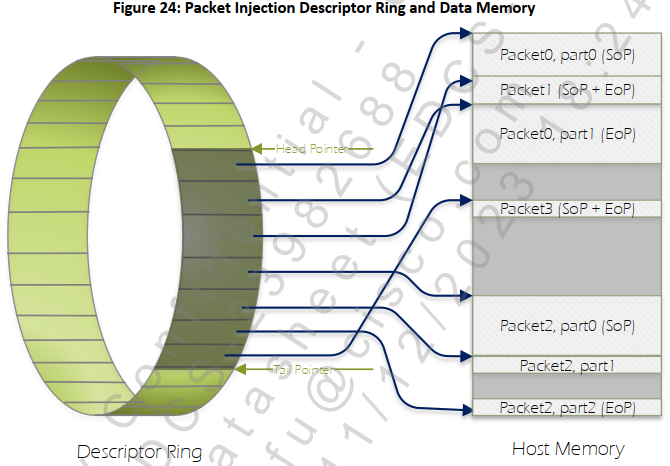 Figure 24: Packet Injection Descriptor Ring and Data Memory
Packet0, part0 (SoP)
Packet1 (SoP + EoP)
Packet0, part1 (EoP)
Head Pointer
Packet3 (SoP + EoP)
Packet2, part0 (SoP)
Packet2, part1
Tail Pointer
Packet2, part2 (EoP)
Descriptor Ring
Host Memory